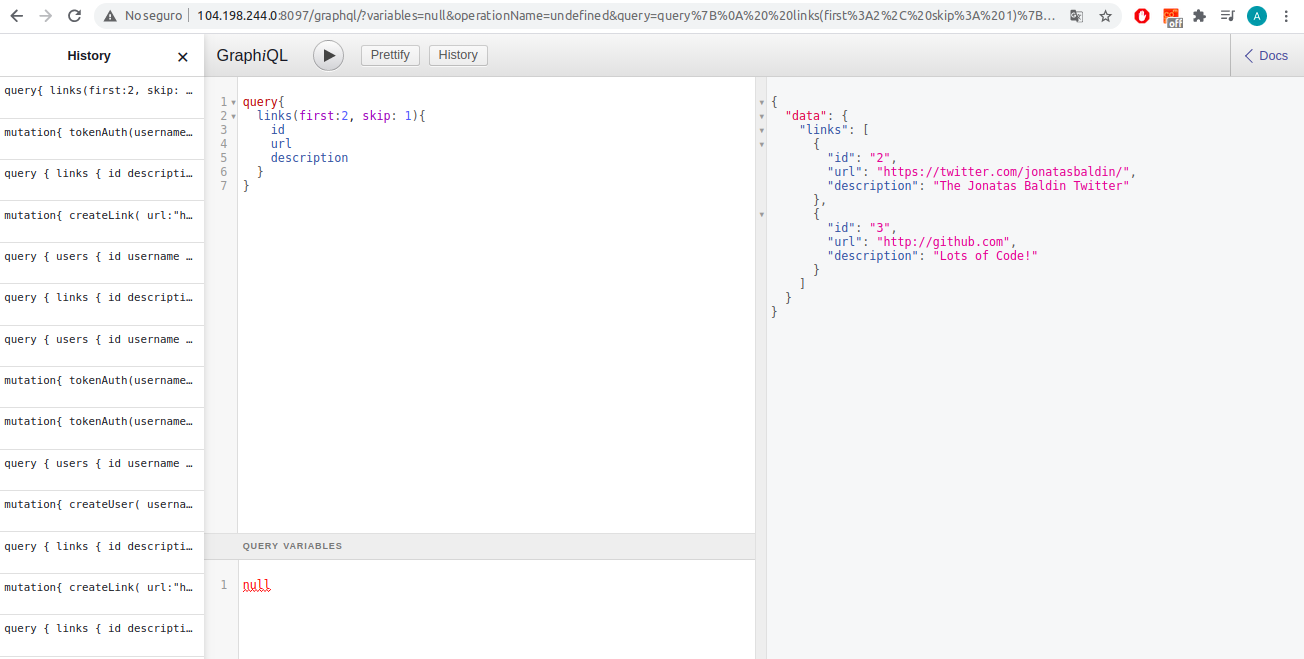 No seguro
104.198.244.0:8097/graphql/?variables=null&operationName=undefined&query=query%7B%0A%20%20links(first%3A2%2C%20skip%3A%201)%7B…
off
A
History
×
GraphiQL
Prettify
History
Docs
query{ links(first:2, skip: …
mutation{ tokenAuth(username…
query { links { id descripti…
mutation{ createLink( url:"h…
query { users { id username …
query { links { id descripti…
query { users { id username …
mutation{ tokenAuth(username…
mutation{ tokenAuth(username…
query { users { id username …
mutation{ createUser( userna…
query { links { id descripti…
mutation{ createLink( url:"h…
query { links { id descripti…
1 query{
2   links(first:2, skip: 1){
3     id
4     url
5     description
6   }
7 }
QUERY VARIABLES
1 null
{
  "data": {
    "links": [
      {
        "id": "2",
        "url": "https://twitter.com/jonatasbaldin/",
        "description": "The Jonatas Baldin Twitter"
      },
      {
        "id": "3",
        "url": "http://github.com",
        "description": "Lots of Code!"
      }
    ]
  }
}